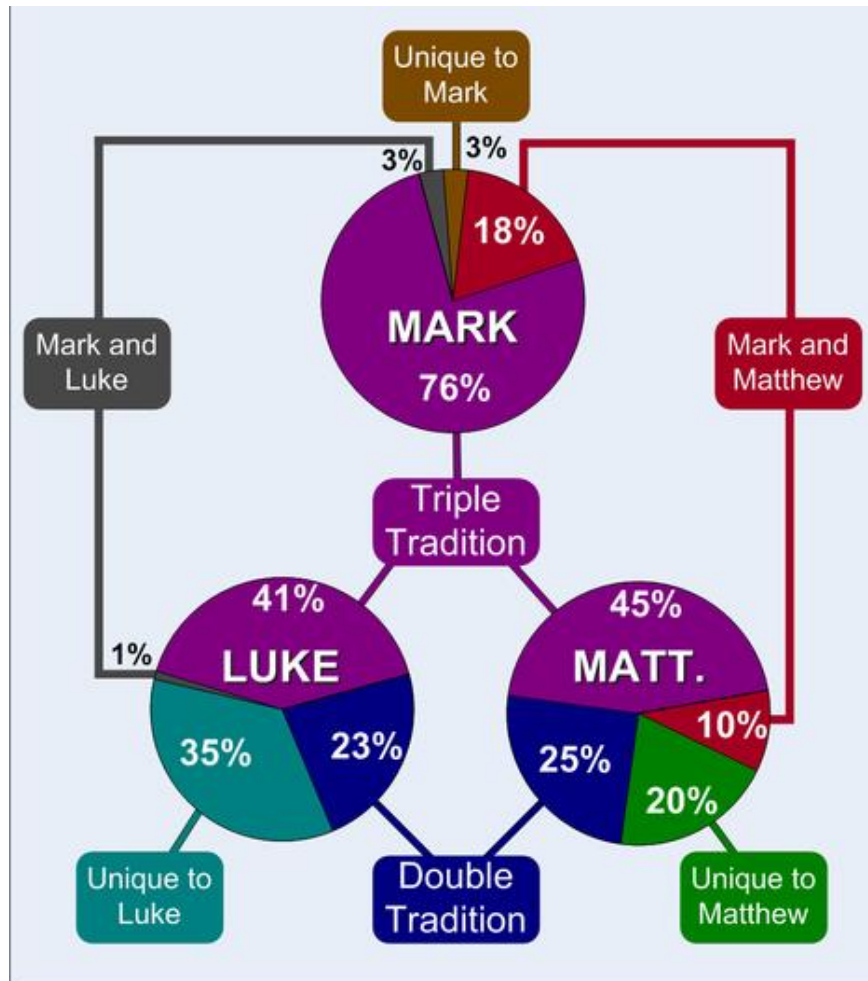 Unique to
Mark
3%
3%
18%
MARK
76%
Mark and
Luke
Mark and
Matthew
Triple
Tradition
41%
LUKE
1%
35%
23%
45%
MATT.
10%
25%
20%
Unique to
Luke
Double
Tradition
Unique to
Matthew